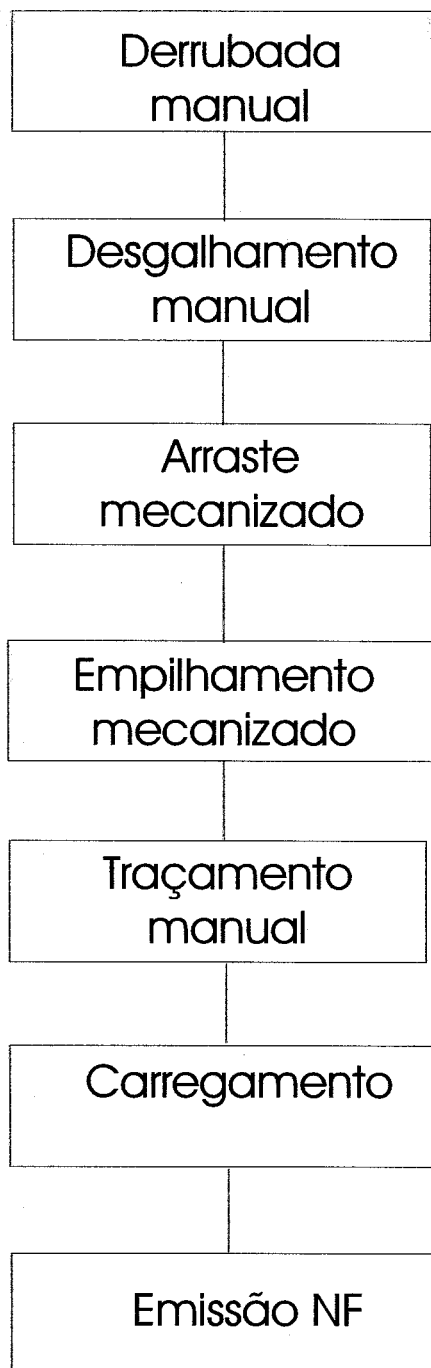 Derrubada
manual
Desgalhamento
manual
Arraste
mecanizado
Empilhamento
mecanizado
Traçamento
manual
Carregamento
Emissão NF